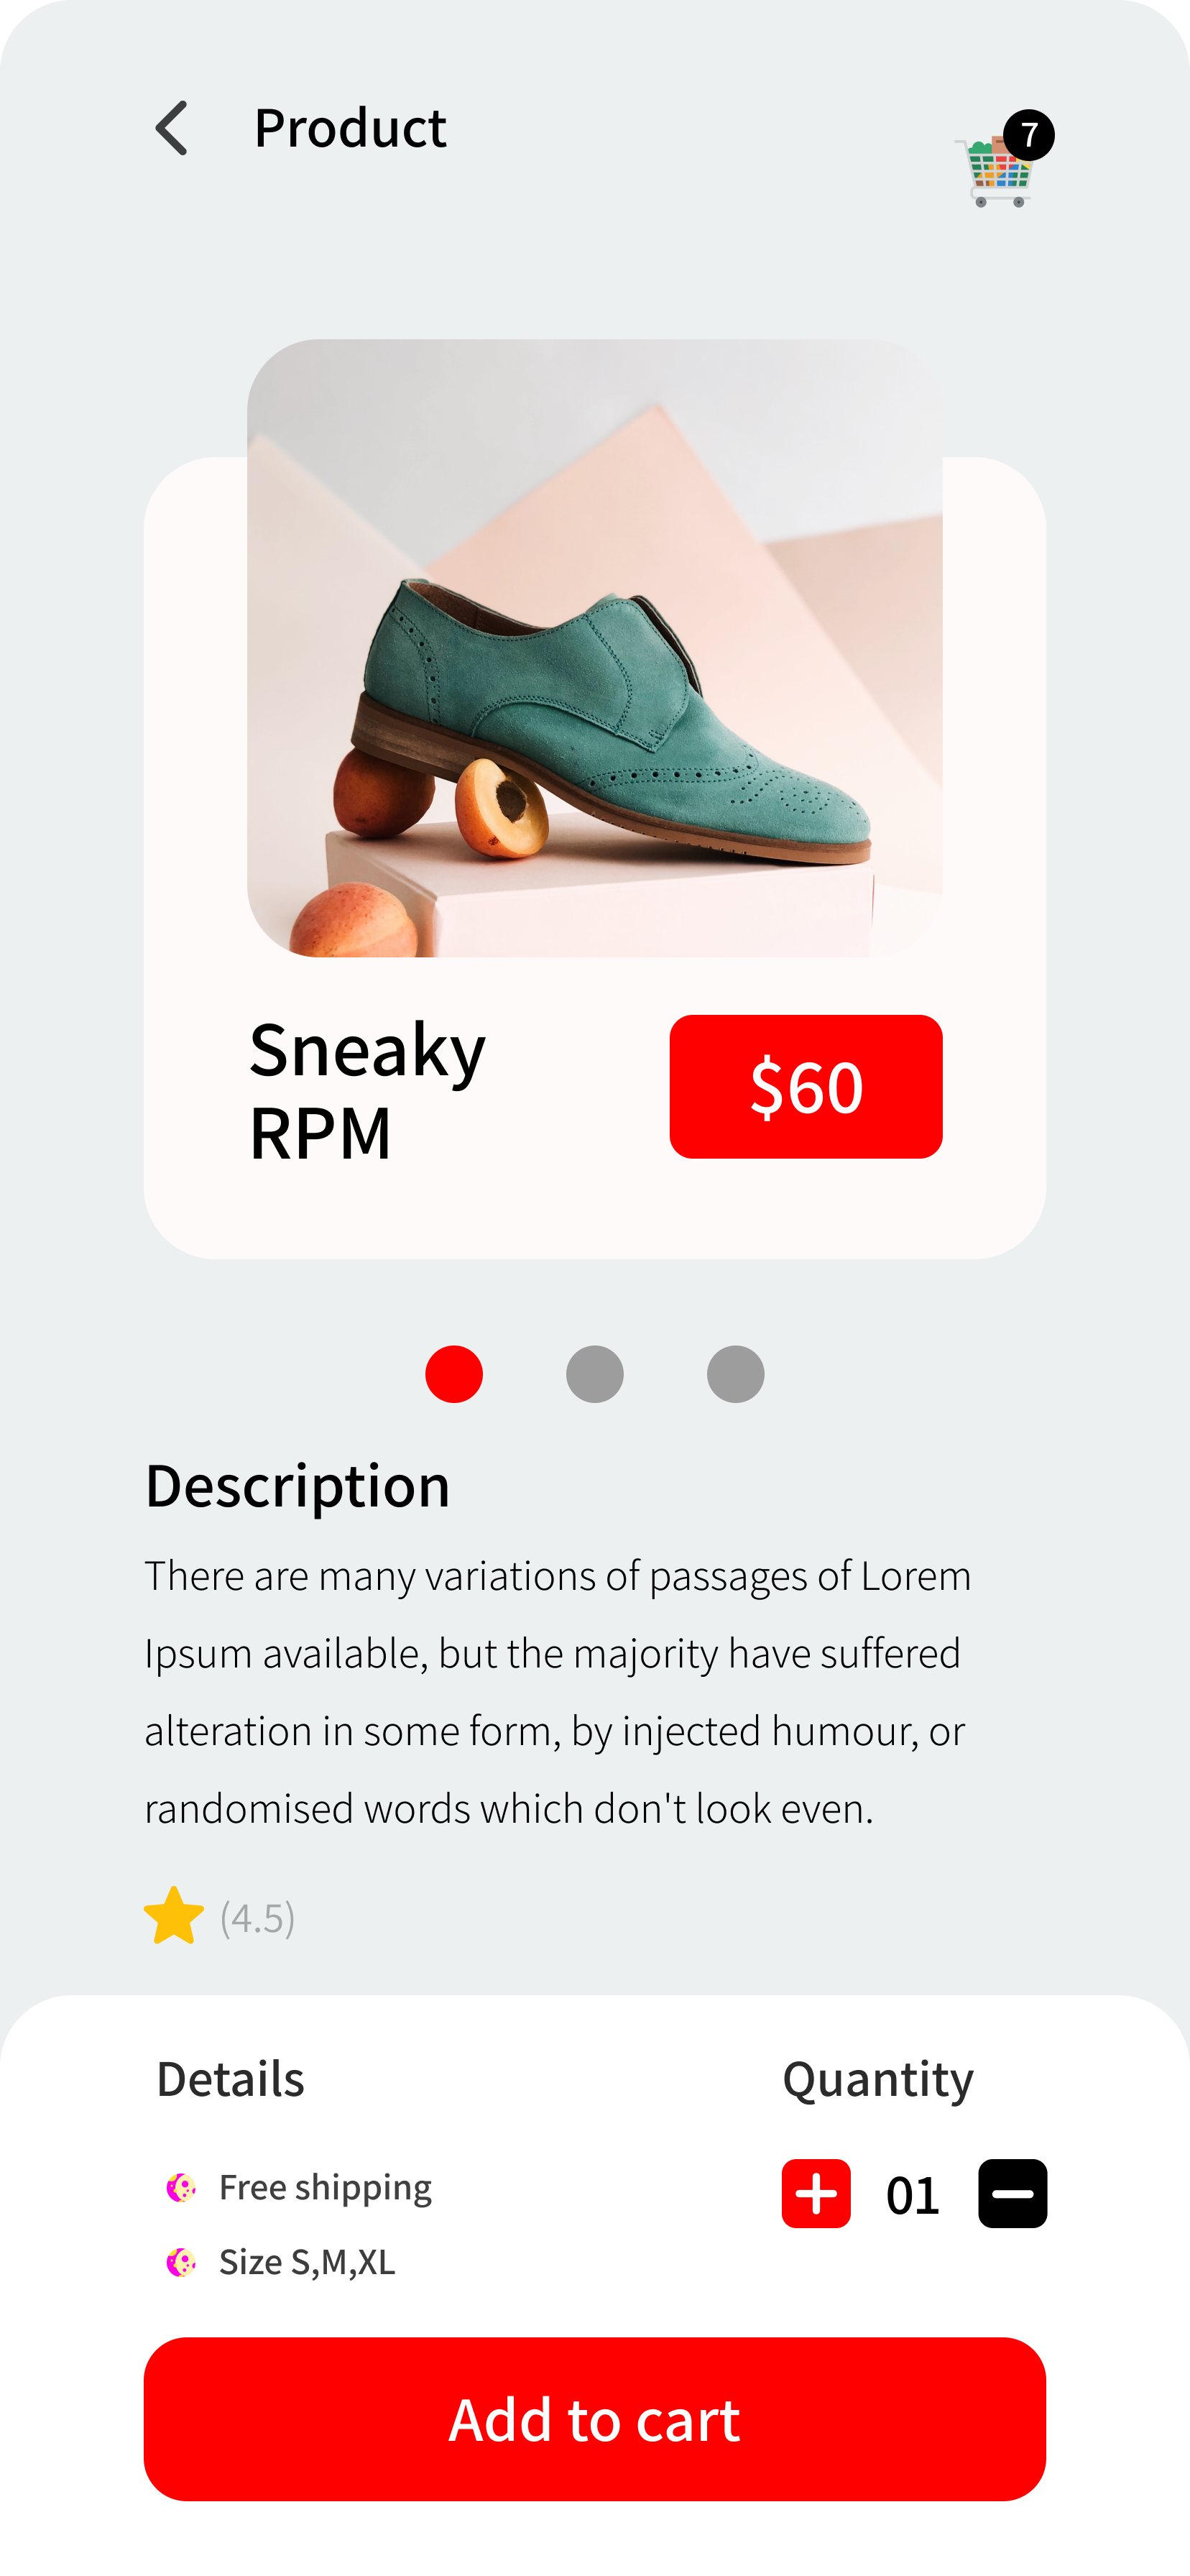 Product
7
Sneaky
RPM
$60
Description
There are many variations of passages of Lorem
Ipsum available, but the majority have suffered
alteration in some form, by injected humour, or
randomised words which don't look even.
(4.5)
Details
Quantity
Free shipping
01
Size S,M,XL
Add to cart